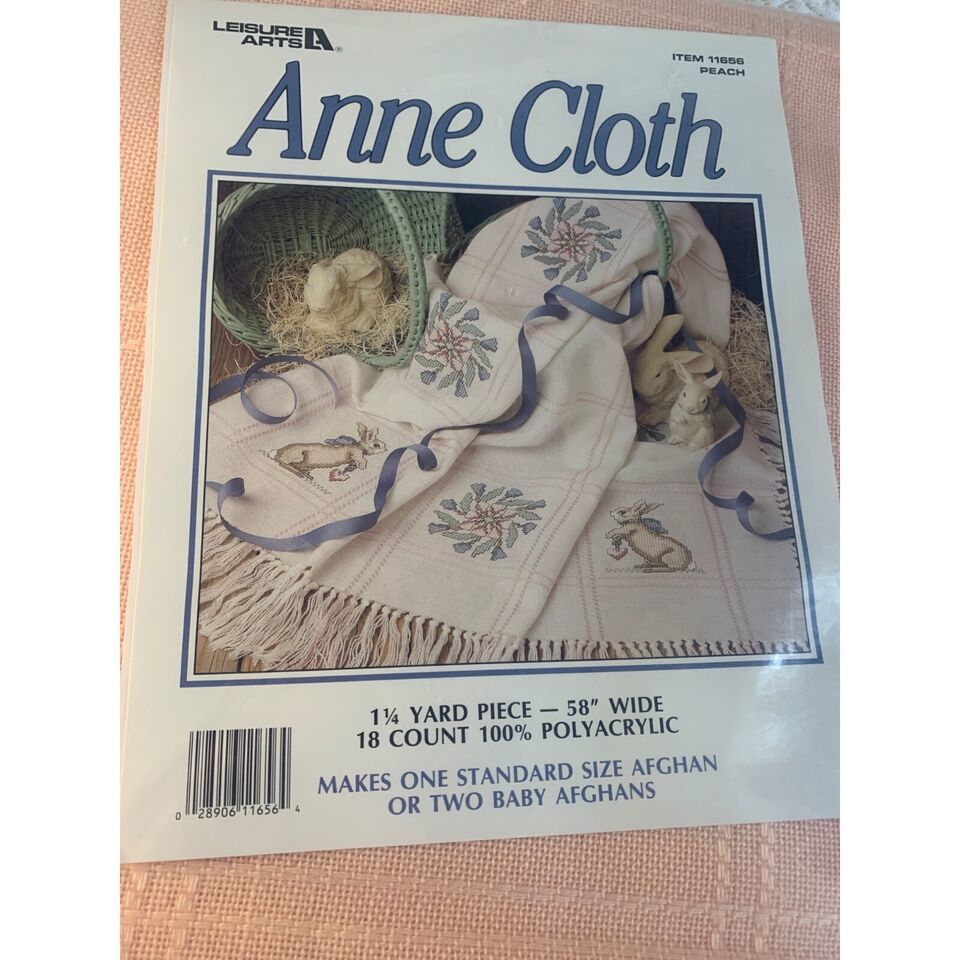 LEISURE
ARTS LA®
ITEM 11656
PEACH
Anne Cloth
1¼ YARD PIECE — 58" WIDE
18 COUNT 100% POLYACRYLIC
MAKES ONE STANDARD SIZE AFGHAN
OR TWO BABY AFGHANS
0 28906 11656 4